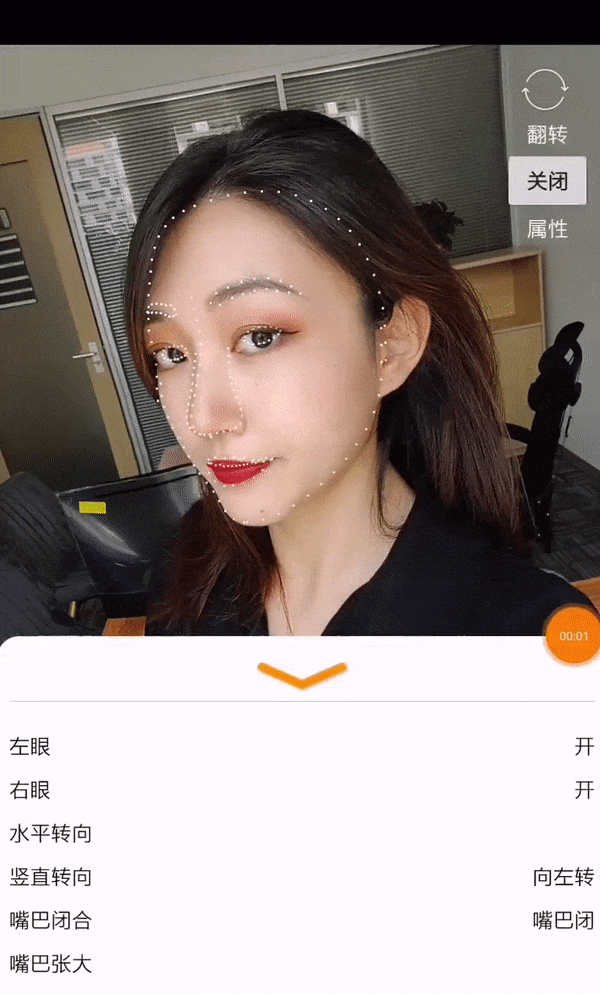 翻转
关闭
属性
00:01
左眼 开
右眼 开
水平转向
竖直转向 向左转
嘴巴闭合 嘴巴闭
嘴巴张大